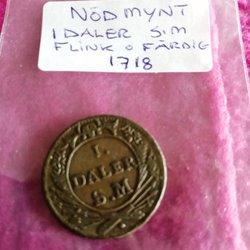 NÖDMYNT
1 DALER S.M
FLINK O FÄRDIG
1718
I.
DALER
S.M